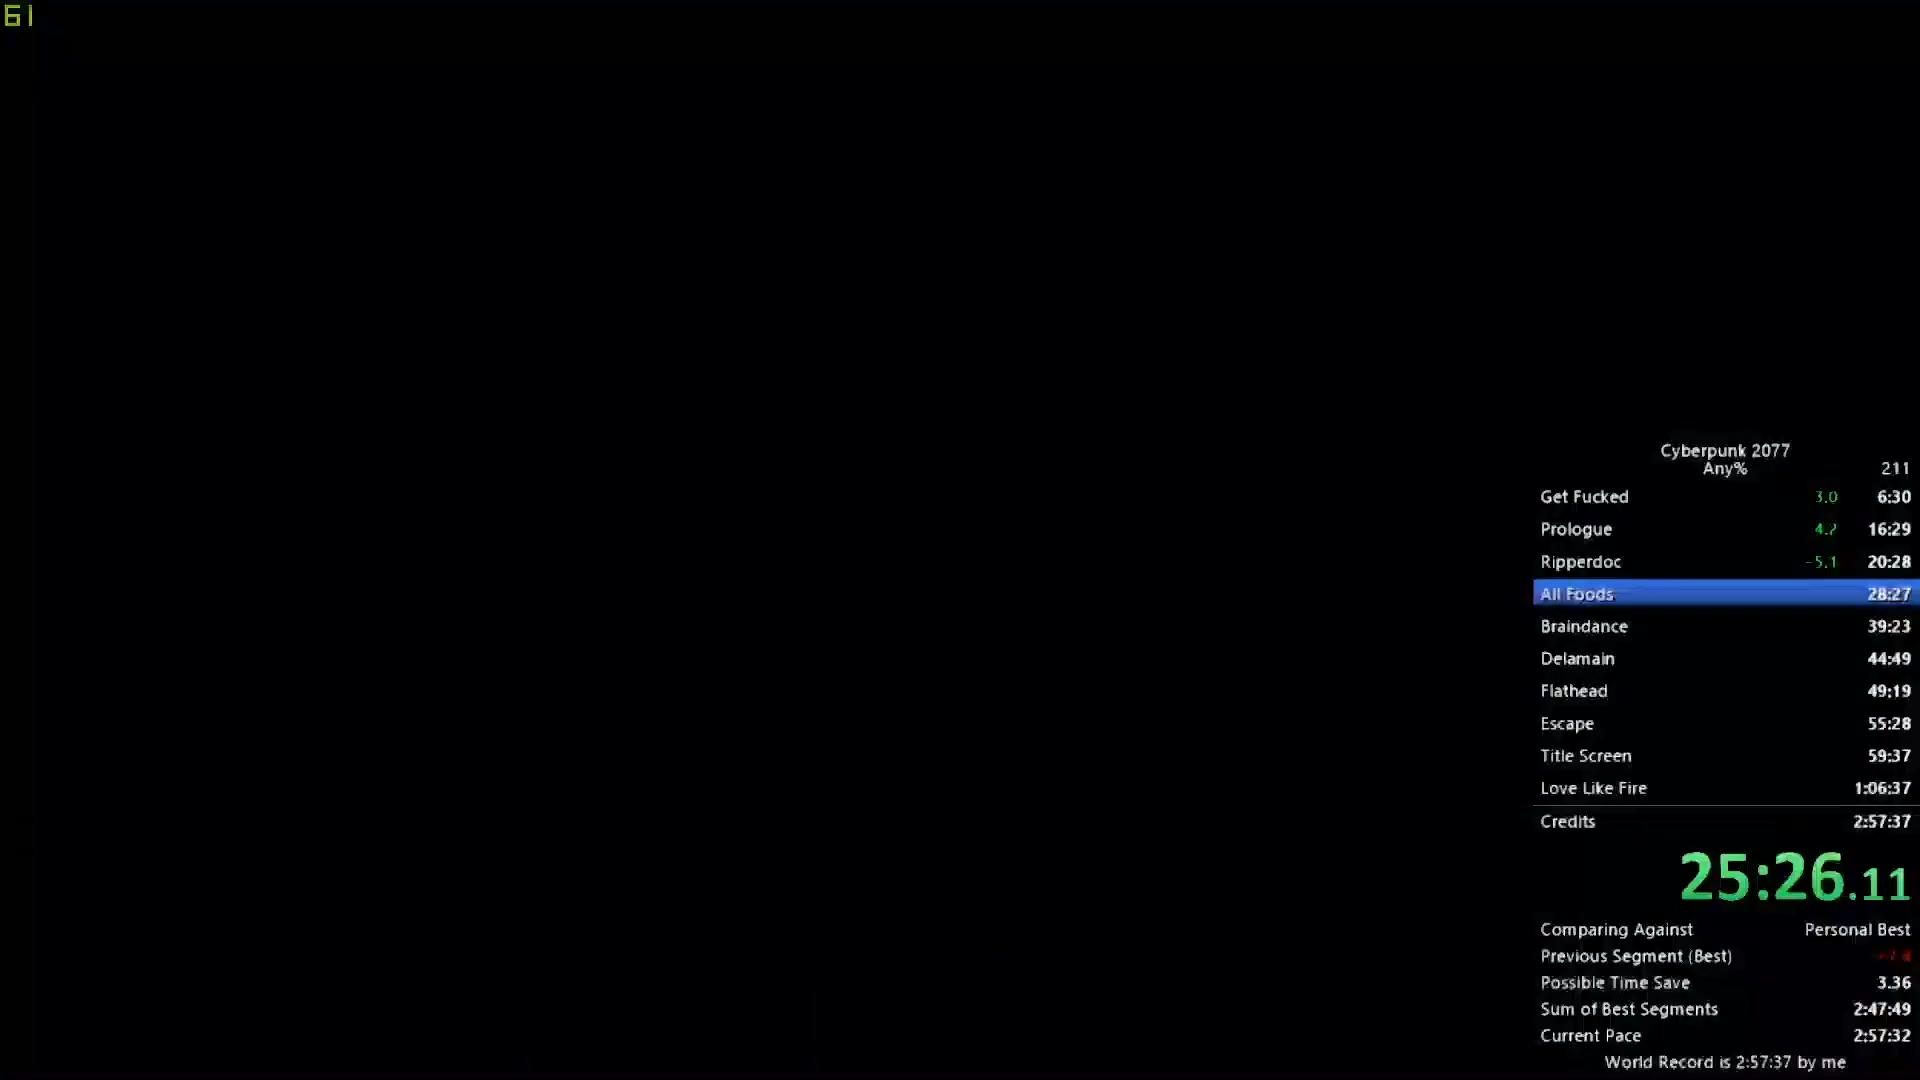 61
Cyberpunk 2077
Any% 211
Get Fucked 3.0 6:30
Prologue 4.2 16:29
Ripperdoc -5.1 20:28
All Foods 28:27
Braindance 39:23
Delamain 44:49
Flathead 49:19
Escape 55:28
Title Screen 59:37
Love Like Fire 1:06:37
Credits 2:57:37
25:26.11
Comparing Against Personal Best
Previous Segment (Best)
Possible Time Save 3.36
Sum of Best Segments 2:47:49
Current Pace 2:57:32
World Record is 2:57:37 by me